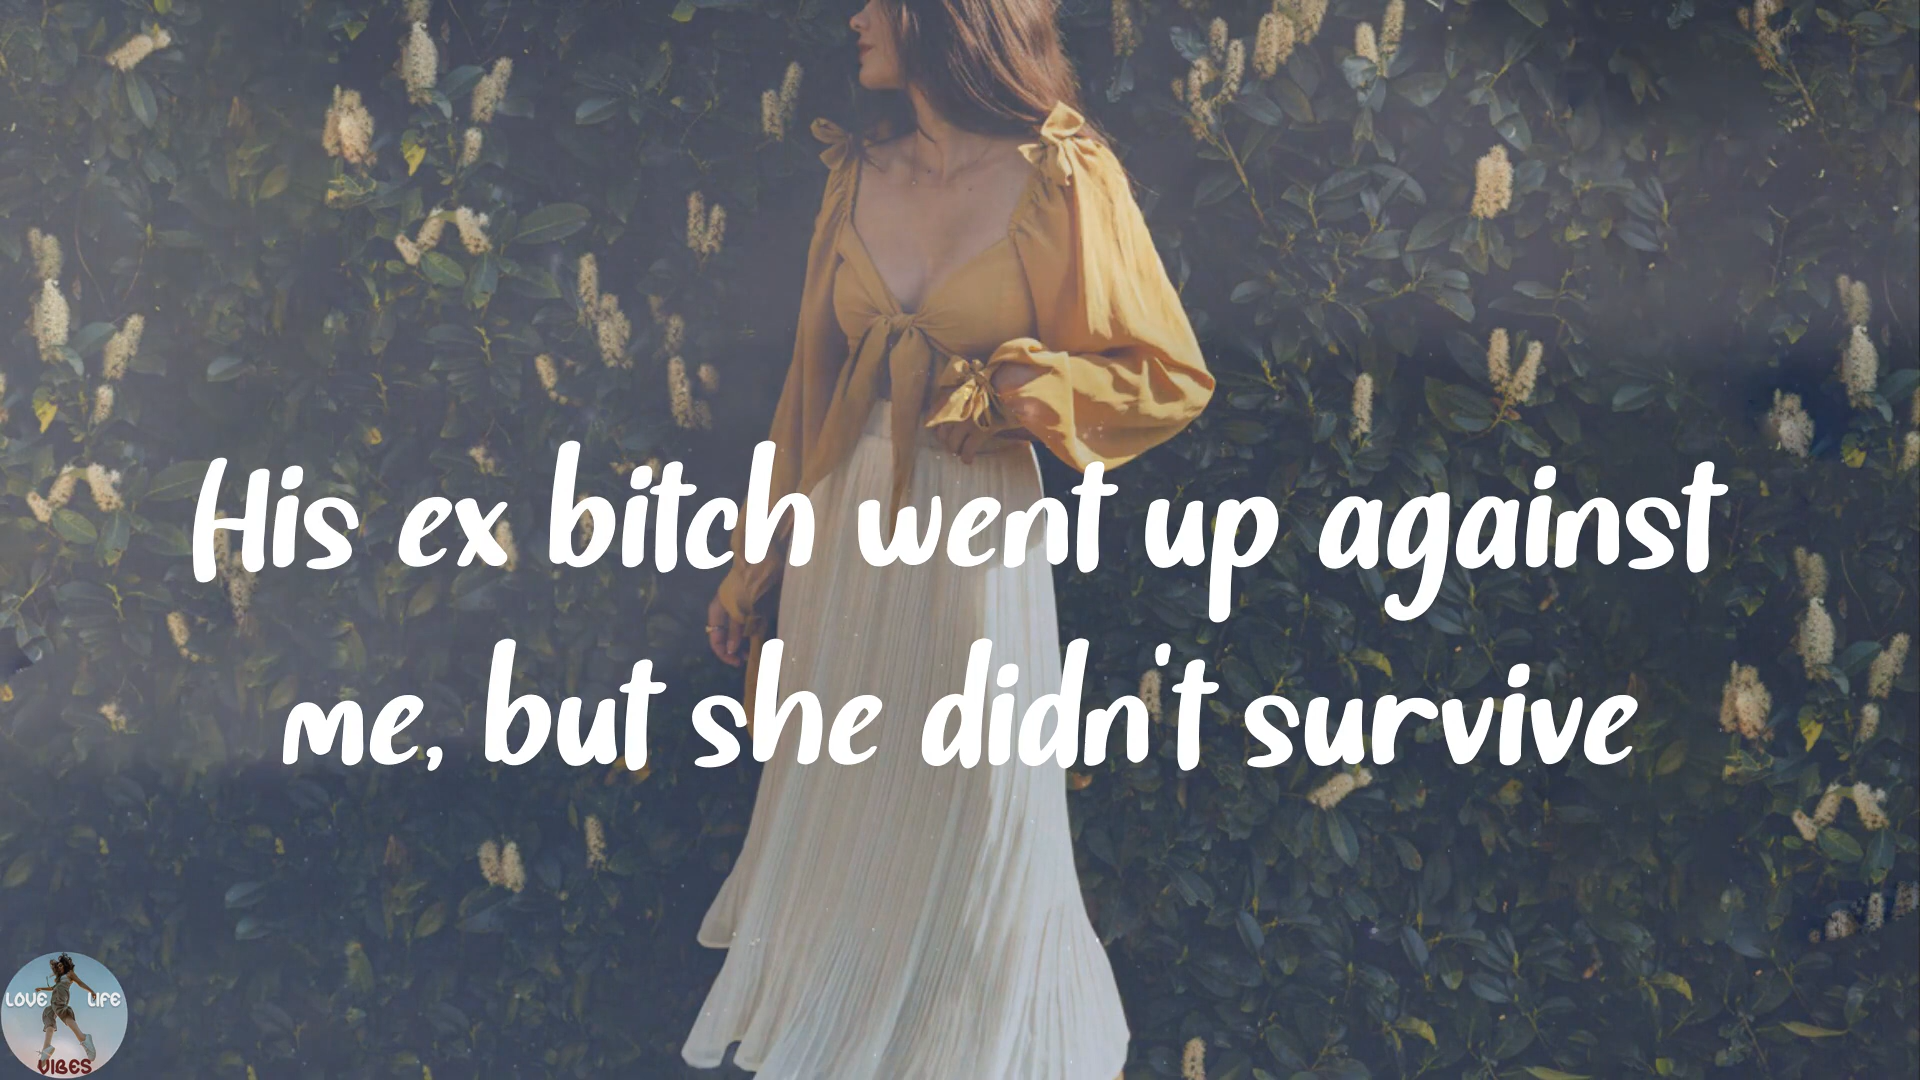 His ex bitch went up against
me, but she didn't survive
LOVE LIFE
VIBES